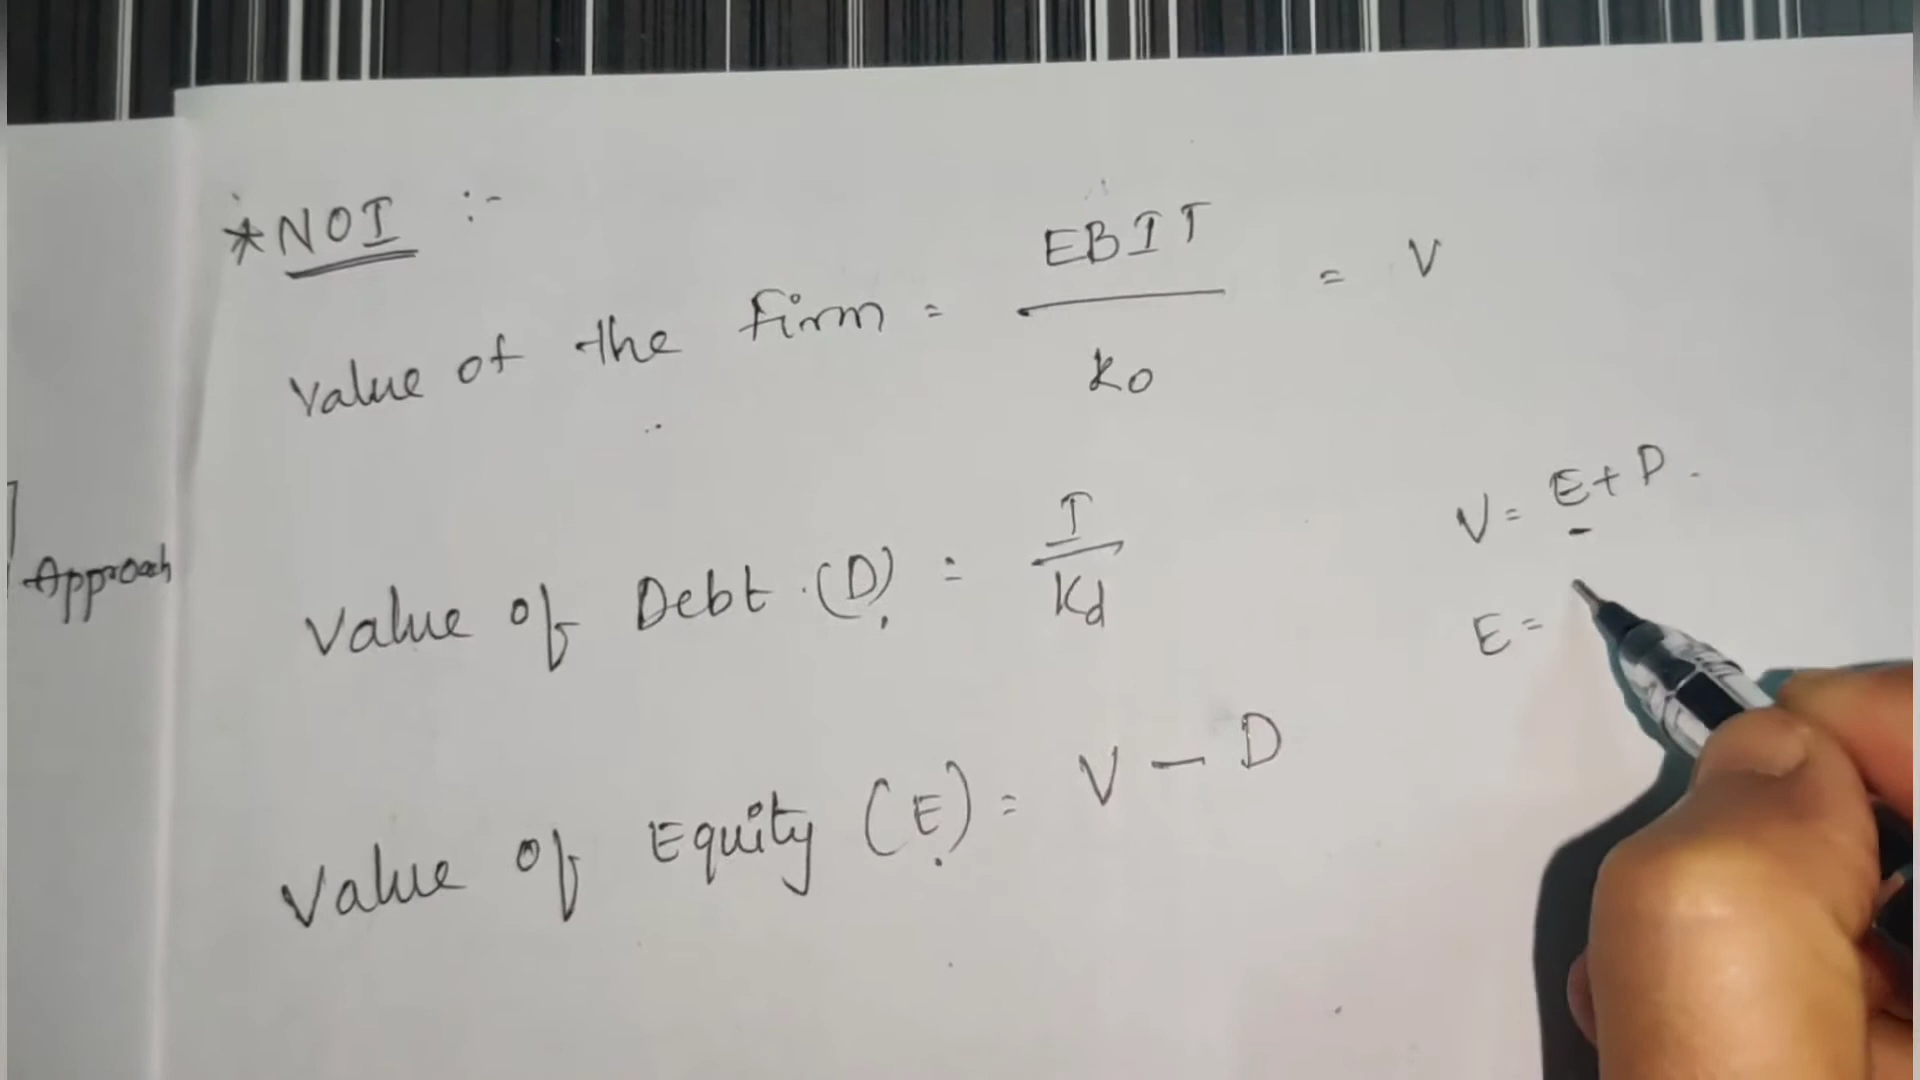 * NOI :-
Value of the firm = EBIT / Ko = V
V = E + D.
Value of Debt (D) = I / Kd
Approach
E =
Value of Equity (E) = V - D